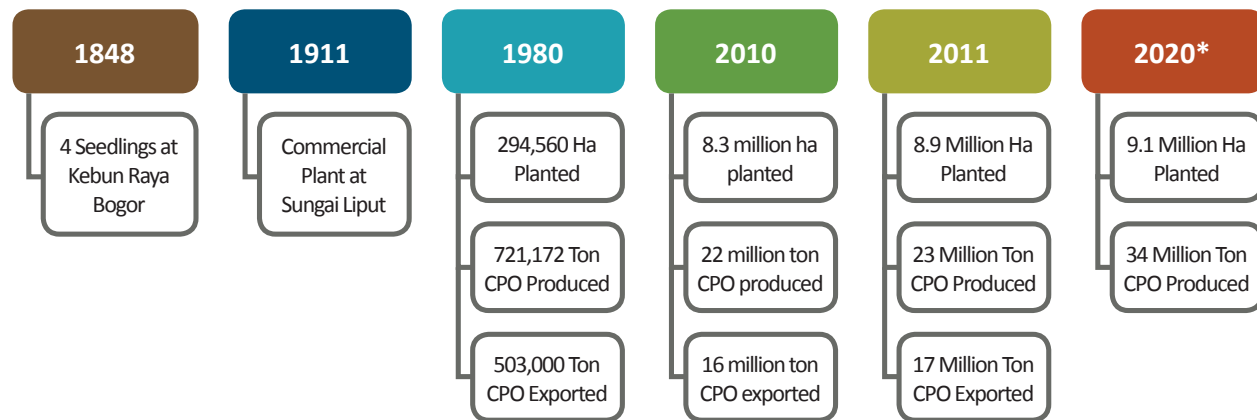 1848
4 Seedlings at
Kebun Raya
Bogor
1911
Commercial
Plant at
Sungai Liput
1980
294,560 Ha
Planted
721,172 Ton
CPO Produced
503,000 Ton
CPO Exported
2010
8.3 million ha
planted
22 million ton
CPO produced
16 million ton
CPO exported
2011
8.9 Million Ha
Planted
23 Million Ton
CPO Produced
17 Million Ton
CPO Exported
2020*
9.1 Million Ha
Planted
34 Million Ton
CPO Produced